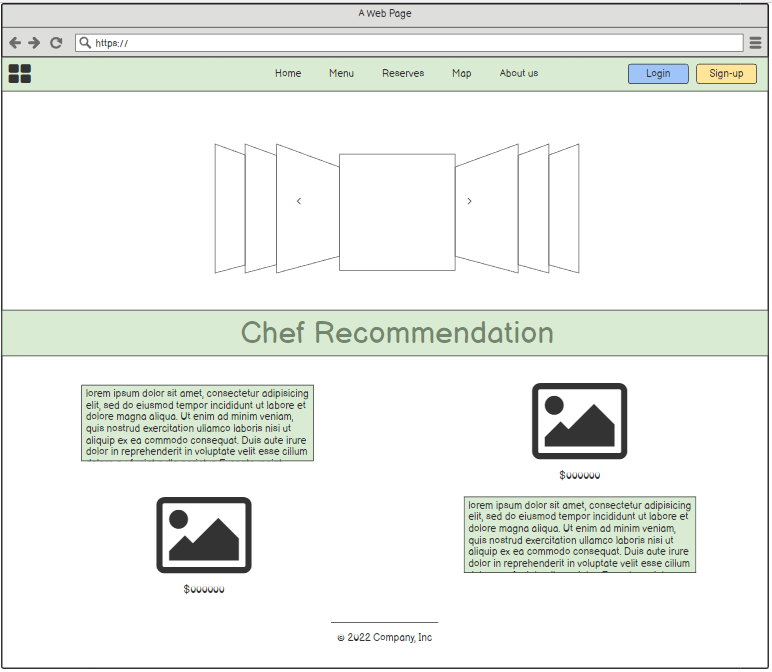 A Web Page
https://
Home Menu Reserves Map About us Login Sign-up
< >
Chef Recommendation
lorem ipsum dolor sit amet, consectetur adipisicing
elit, sed do eiusmod tempor incididunt ut labore et
dolore magna aliqua. Ut enim ad minim veniam,
quis nostrud exercitation ullamco laboris nisi ut
aliquip ex ea commodo consequat. Duis aute irure
dolor in reprehenderit in voluptate velit esse cillum
$000000
lorem ipsum dolor sit amet, consectetur adipisicing
elit, sed do eiusmod tempor incididunt ut labore et
dolore magna aliqua. Ut enim ad minim veniam,
quis nostrud exercitation ullamco laboris nisi ut
aliquip ex ea commodo consequat. Duis aute irure
dolor in reprehenderit in voluptate velit esse cillum
$000000
© 2022 Company, Inc